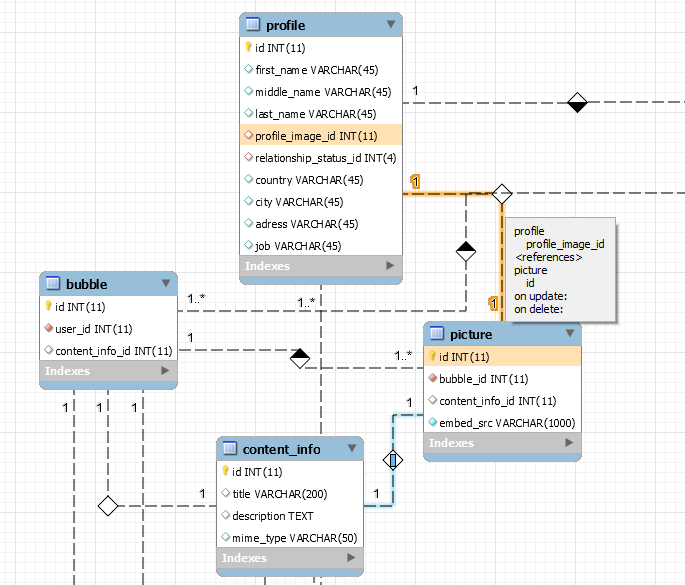 profile
id INT(11)
first_name VARCHAR(45)
middle_name VARCHAR(45)
last_name VARCHAR(45)
profile_image_id INT(11)
relationship_status_id INT(4)
country VARCHAR(45)
city VARCHAR(45)
adress VARCHAR(45)
job VARCHAR(45)
Indexes
1
1
profile
profile_image_id
<references>
picture
id
on update:
on delete:
bubble
id INT(11)
user_id INT(11)
content_info_id INT(11)
Indexes
1..*
1..*
1
1
1..*
picture
id INT(11)
bubble_id INT(11)
content_info_id INT(11)
embed_src VARCHAR(1000)
Indexes
1
1
1
1
content_info
id INT(11)
title VARCHAR(200)
description TEXT
mime_type VARCHAR(50)
Indexes
1
1